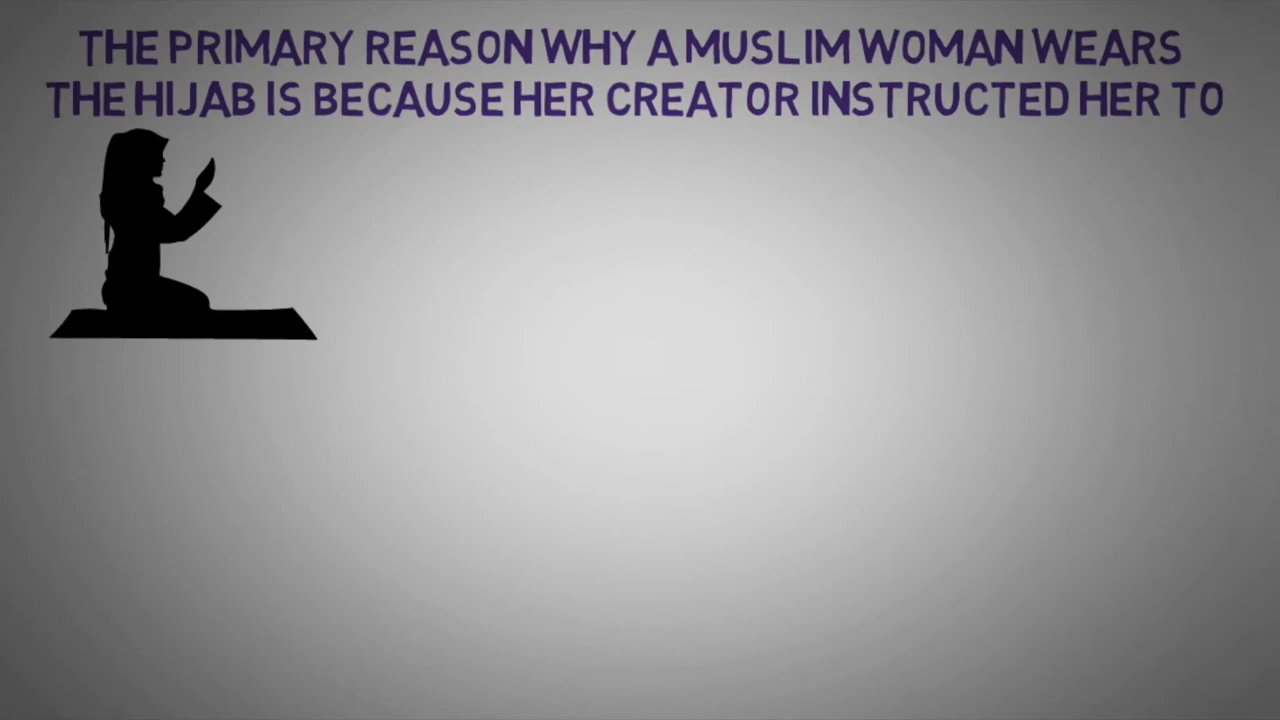 THE PRIMARY REASON WHY A MUSLIM WOMAN WEARS
THE HIJAB IS BECAUSE HER CREATOR INSTRUCTED HER TO